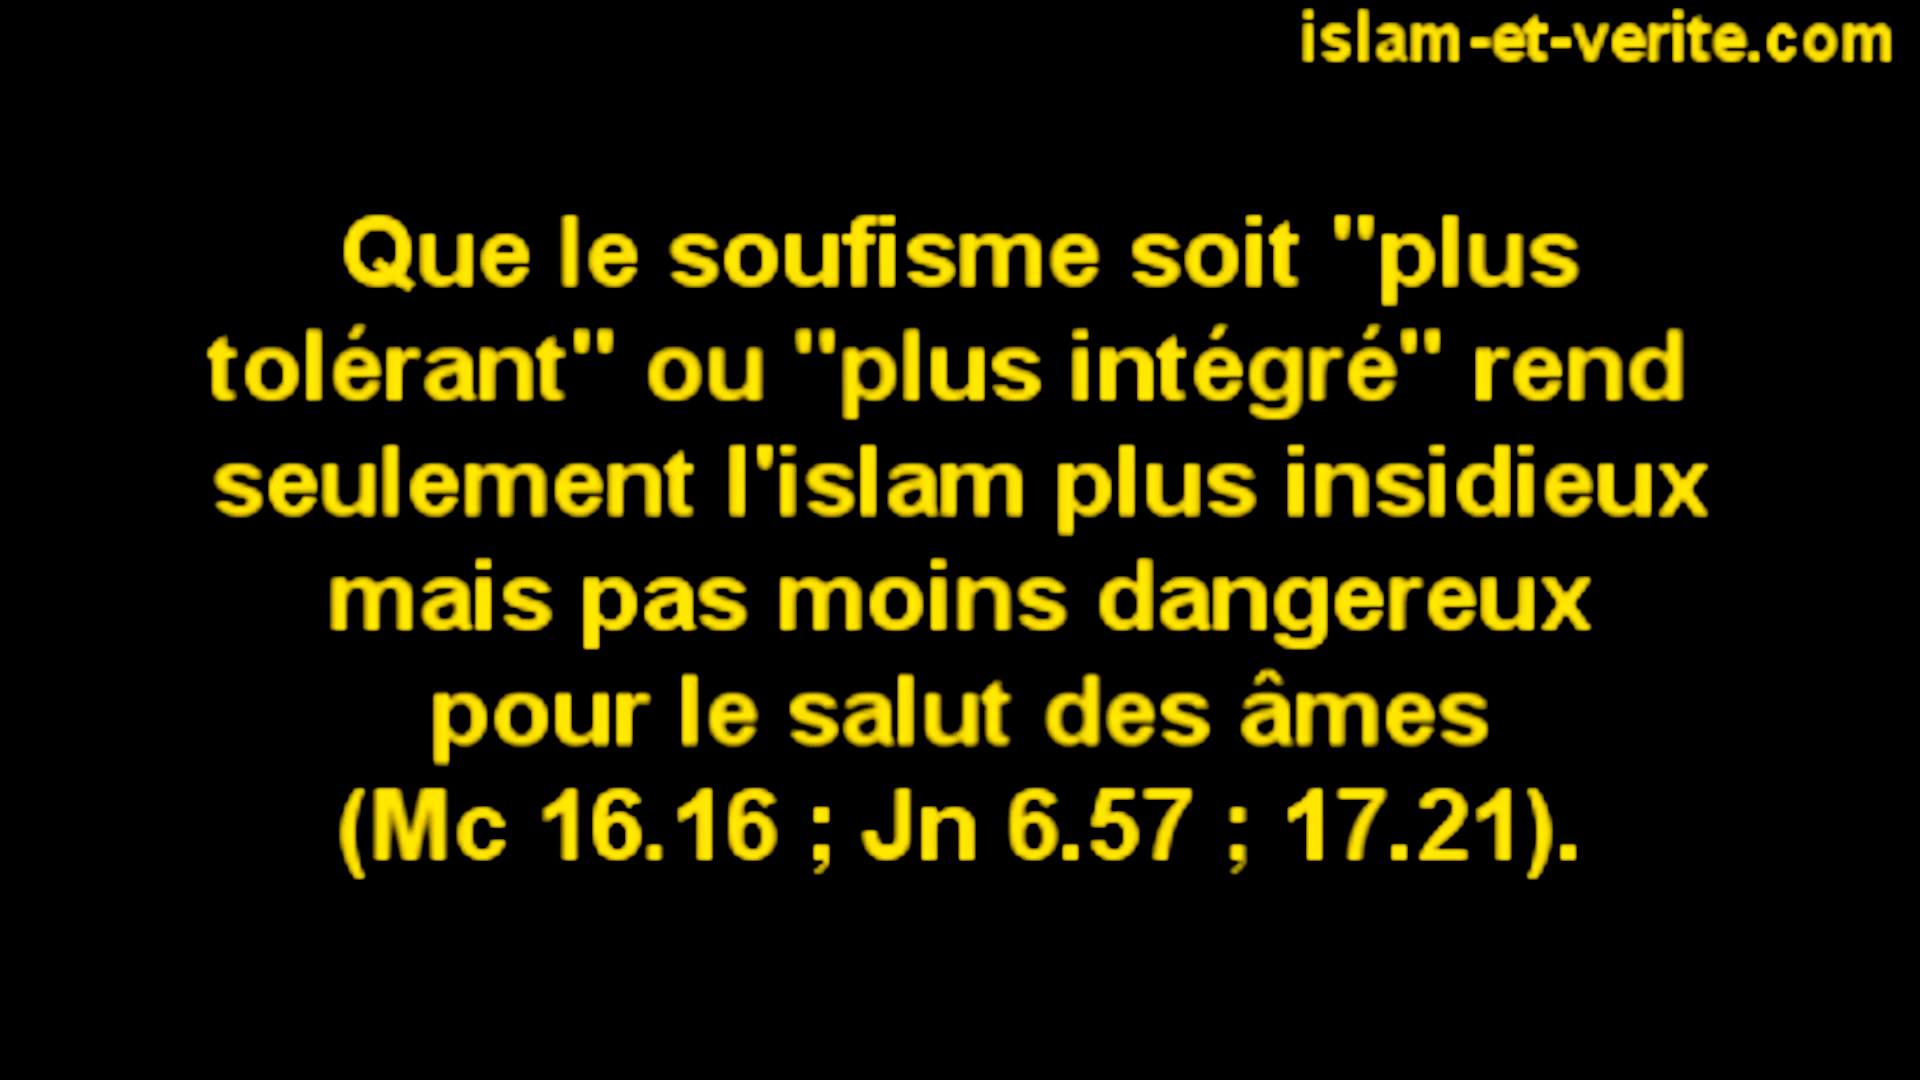 islam-et-verite.com
Que le soufisme soit "plus
tolérant" ou "plus intégré" rend
seulement l'islam plus insidieux
mais pas moins dangereux
pour le salut des âmes
(Mc 16.16 ; Jn 6.57 ; 17.21).